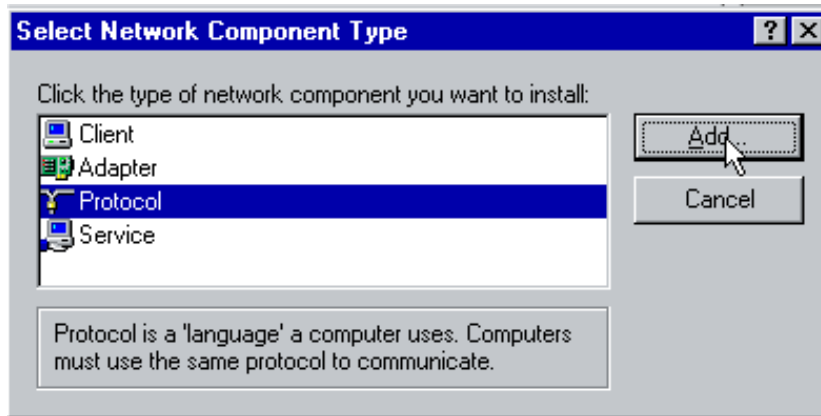 Select Network Component Type
Click the type of network component you want to install:
Client
Adapter
Protocol
Service
Add...
Cancel
Protocol is a 'language' a computer uses. Computers
must use the same protocol to communicate.